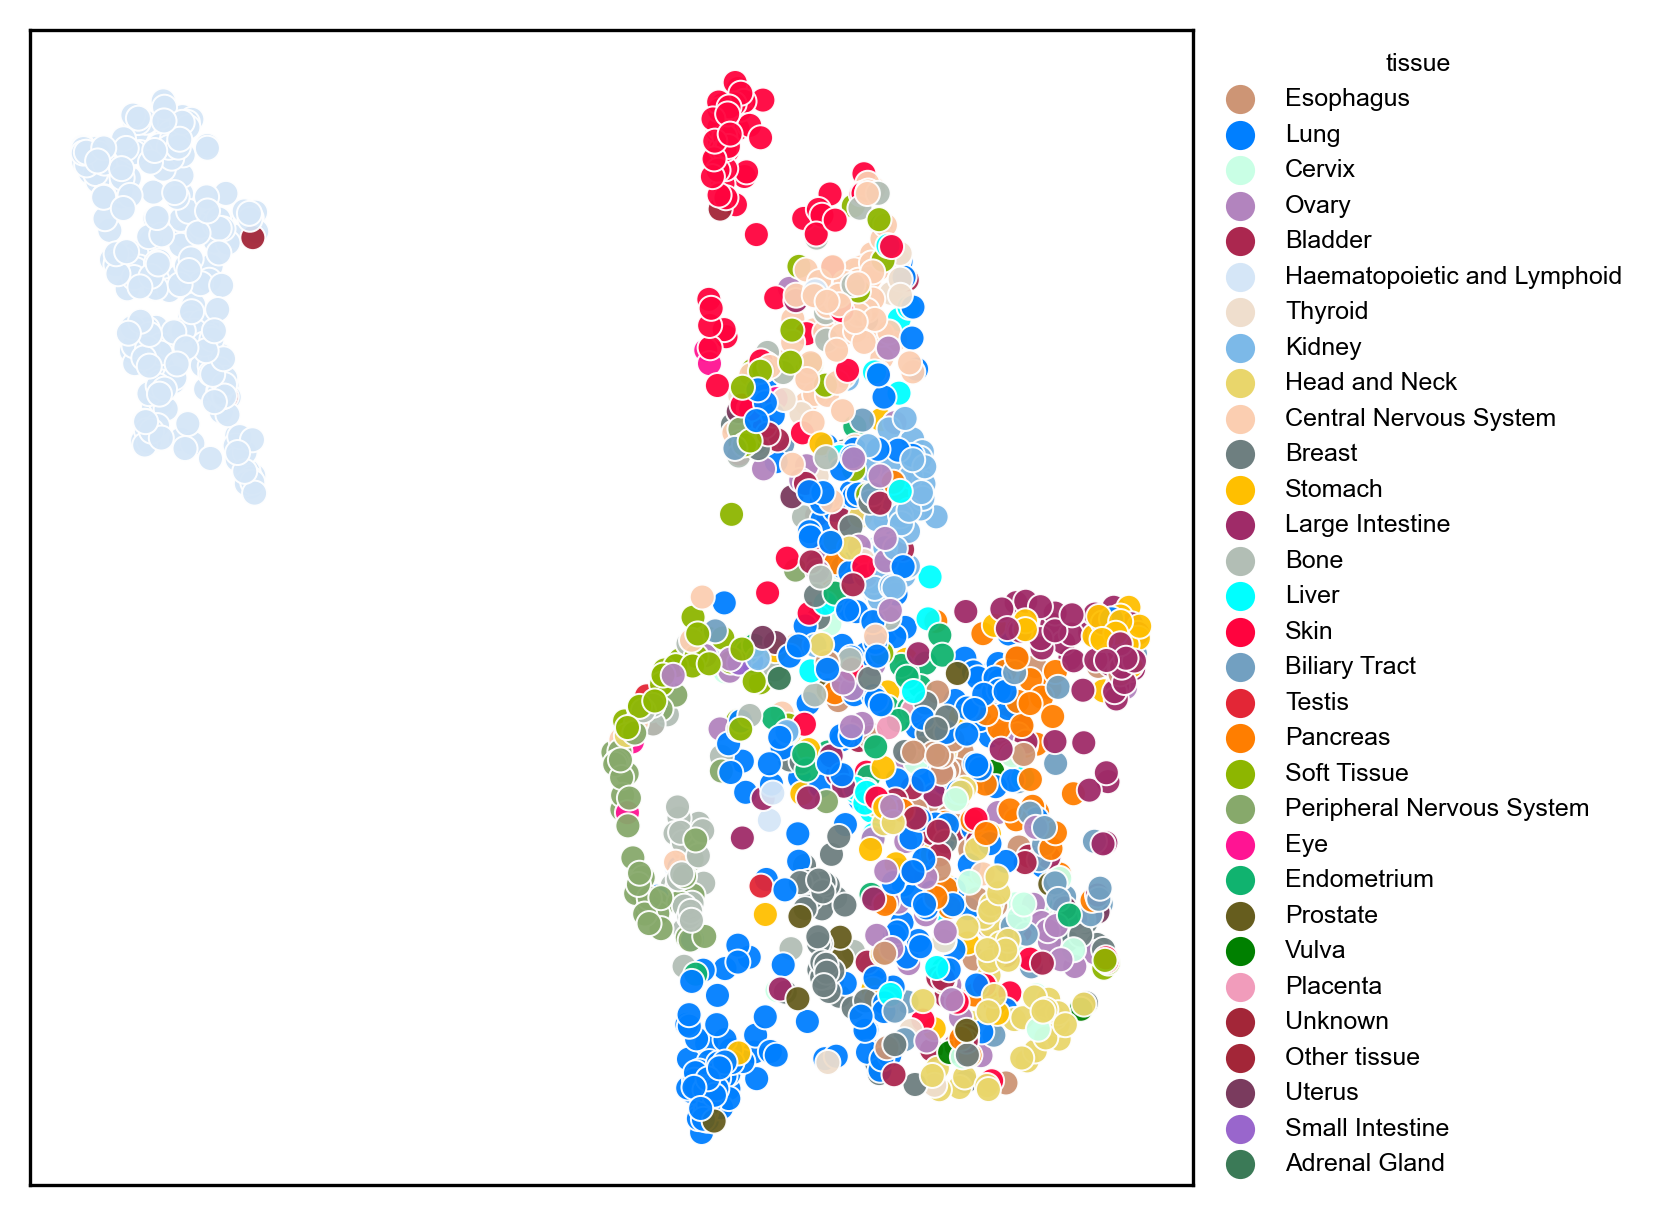 tissue
Esophagus
Lung
Cervix
Ovary
Bladder
Haematopoietic and Lymphoid
Thyroid
Kidney
Head and Neck
Central Nervous System
Breast
Stomach
Large Intestine
Bone
Liver
Skin
Biliary Tract
Testis
Pancreas
Soft Tissue
Peripheral Nervous System
Eye
Endometrium
Prostate
Vulva
Placenta
Unknown
Other tissue
Uterus
Small Intestine
Adrenal Gland